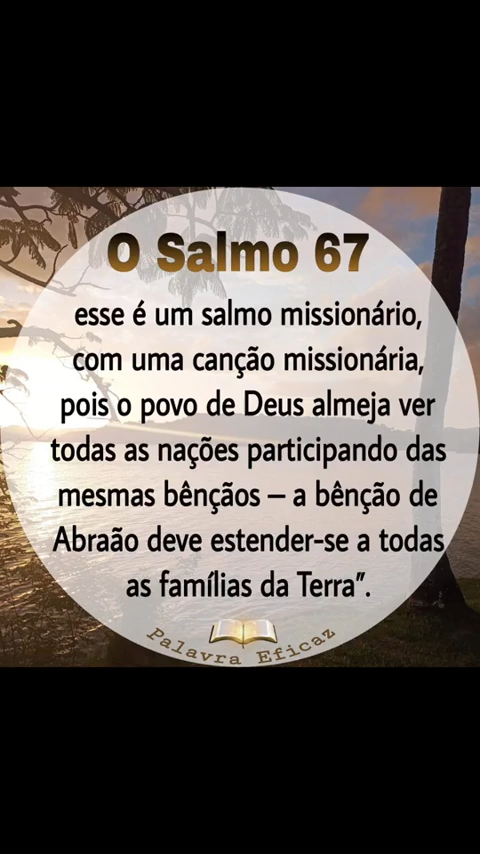 O Salmo 67
esse é um salmo missionário,
com uma canção missionária,
pois o povo de Deus almeja ver
todas as nações participando das
mesmas bênçãos – a bênção de
Abraão deve estender-se a todas
as famílias da Terra”.
Palavra Eficaz